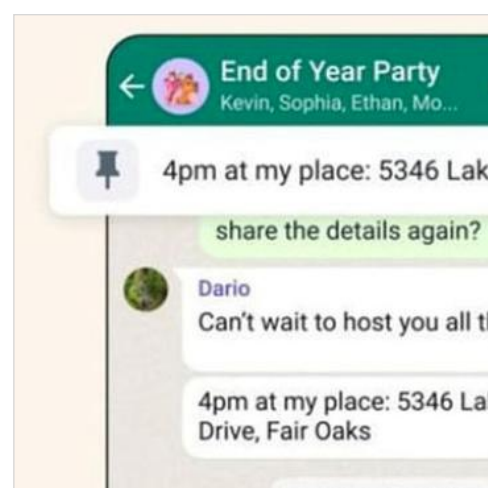 End of Year Party
Kevin, Sophia, Ethan, Mo...
4pm at my place: 5346 Lak
share the details again?
Dario
Can't wait to host you all t
4pm at my place: 5346 La
Drive, Fair Oaks